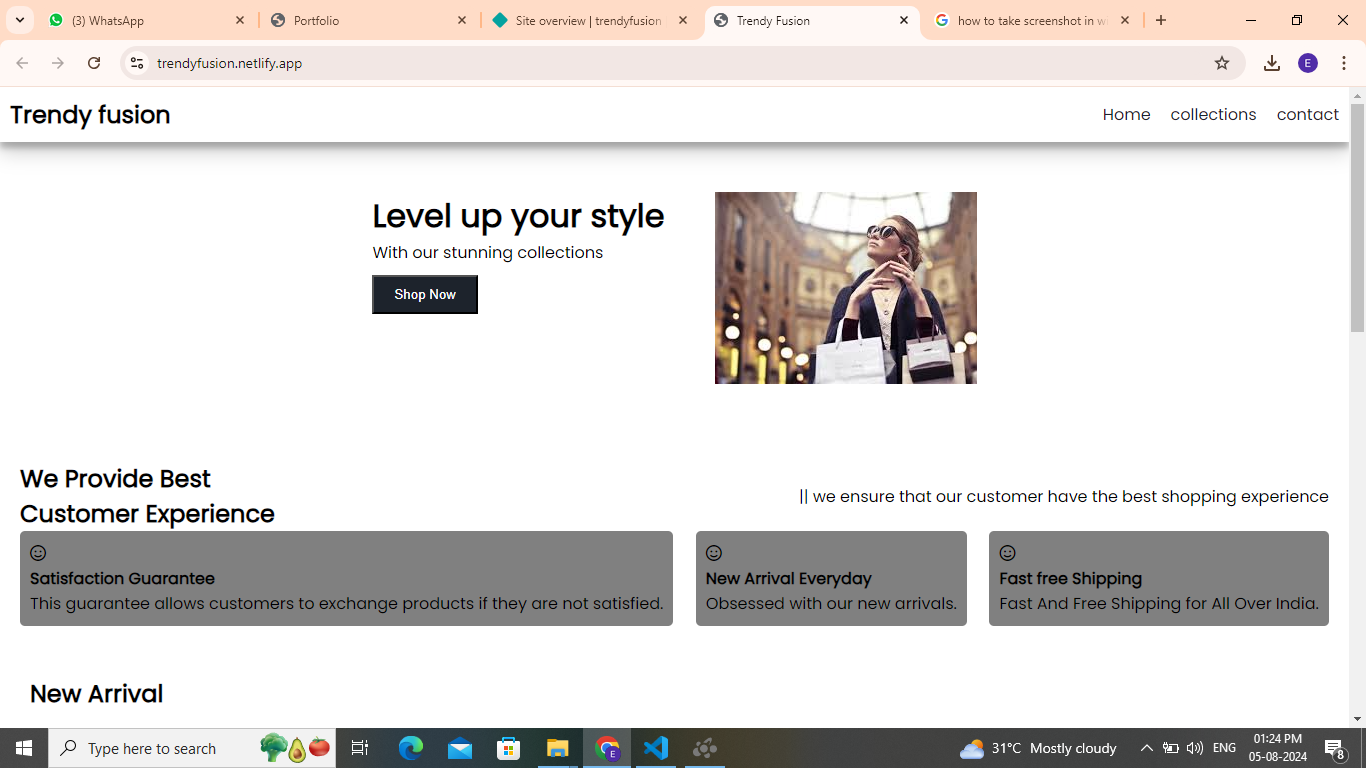 (3) WhatsApp
Portfolio
Site overview | trendyfusion
Trendy Fusion
how to take screenshot in wi
trendyfusion.netlify.app
E
Trendy fusion
Home collections contact
Level up your style
With our stunning collections
Shop Now
We Provide Best
Customer Experience
|| we ensure that our customer have the best shopping experience
Satisfaction Guarantee
This guarantee allows customers to exchange products if they are not satisfied.
New Arrival Everyday
Obsessed with our new arrivals.
Fast free Shipping
Fast And Free Shipping for All Over India.
New Arrival
Type here to search
E
31°C Mostly cloudy
ENG
01:24 PM
05-08-2024
8